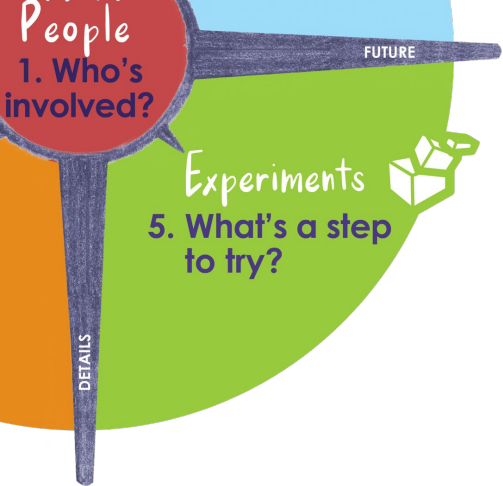 People
1. Who's
involved?
FUTURE
Experiments
5. What's a step
to try?
DETAILS